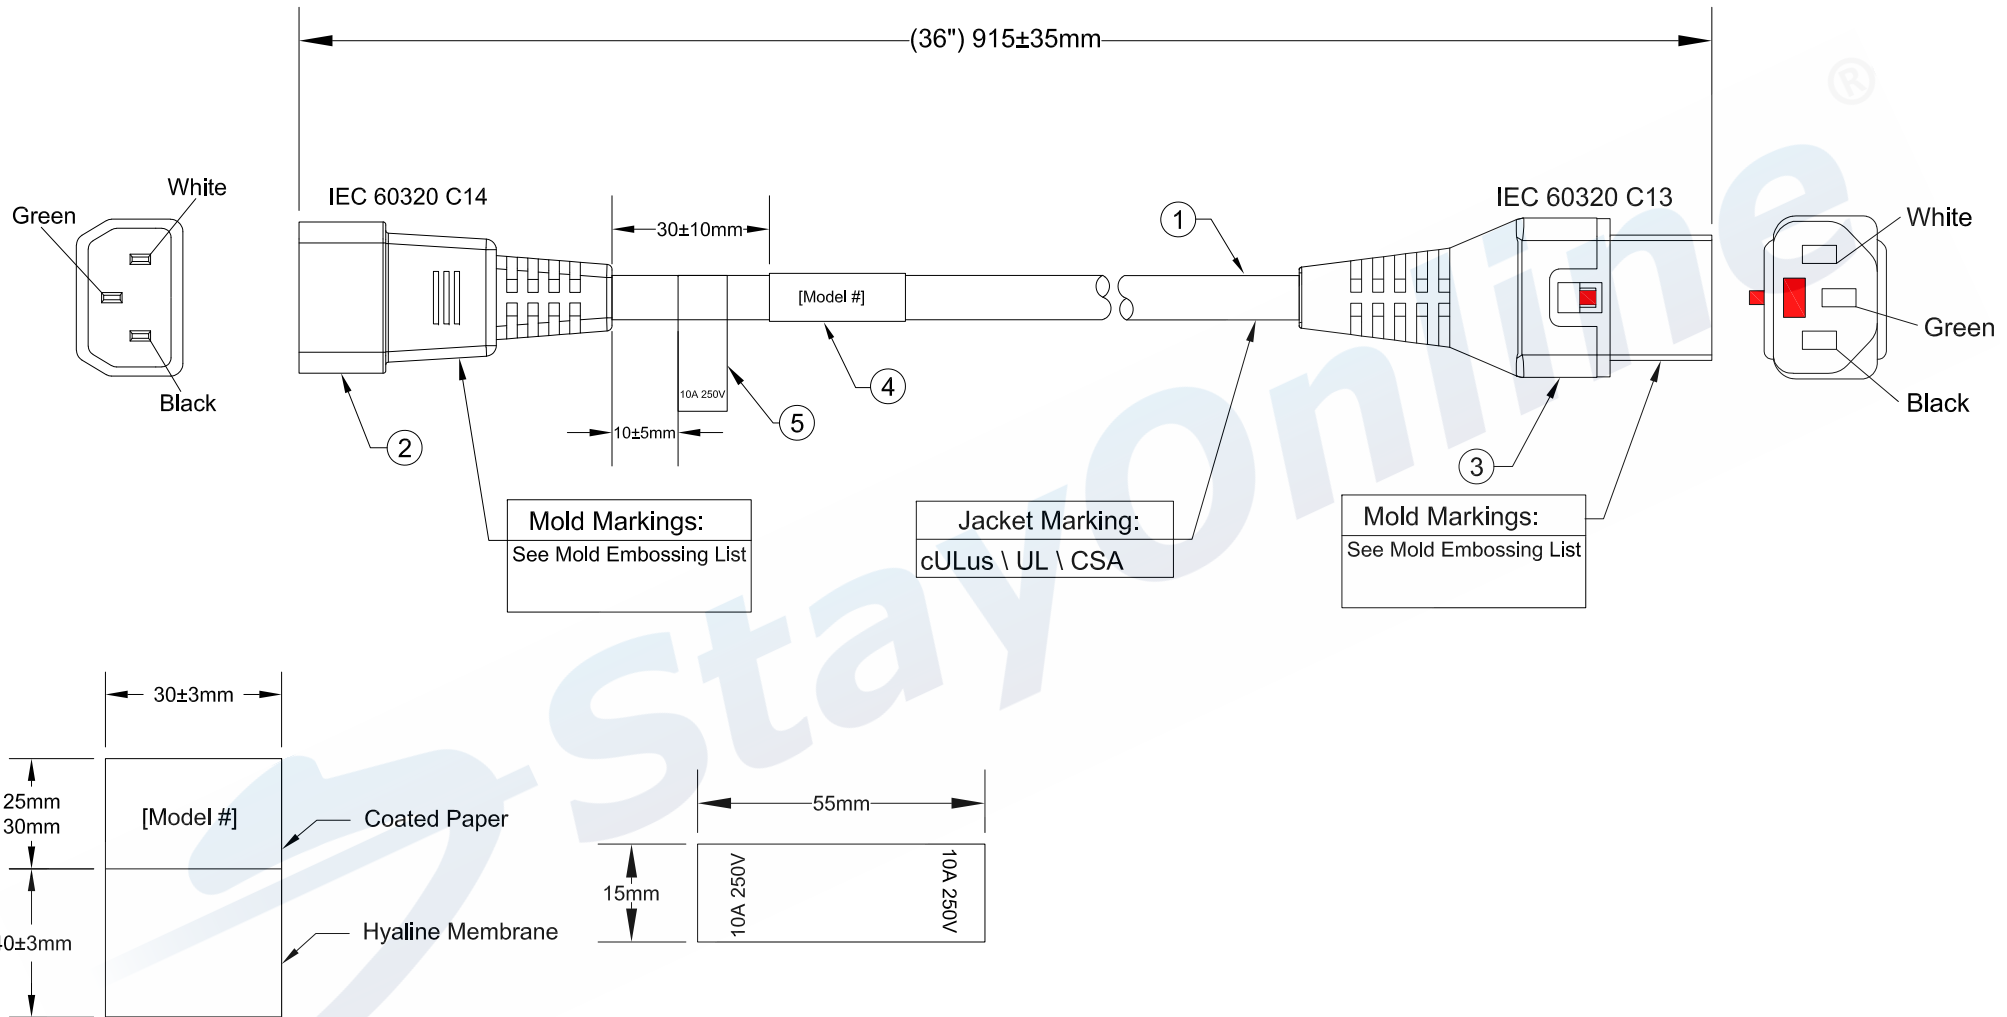 (36") 915±35mm
®
IEC 60320 C14
IEC 60320 C13
White
Green
Black
30±10mm
1
[Model #]
White
Green
Black
10A 250V
10±5mm
2
4
5
3
Mold Markings:
See Mold Embossing List
Jacket Marking:
cULus \ UL \ CSA
Mold Markings:
See Mold Embossing List
StayOnline
30±3mm
25mm
30mm
[Model #]
Coated Paper
Hyaline Membrane
55mm
15mm
10A 250V
10A 250V